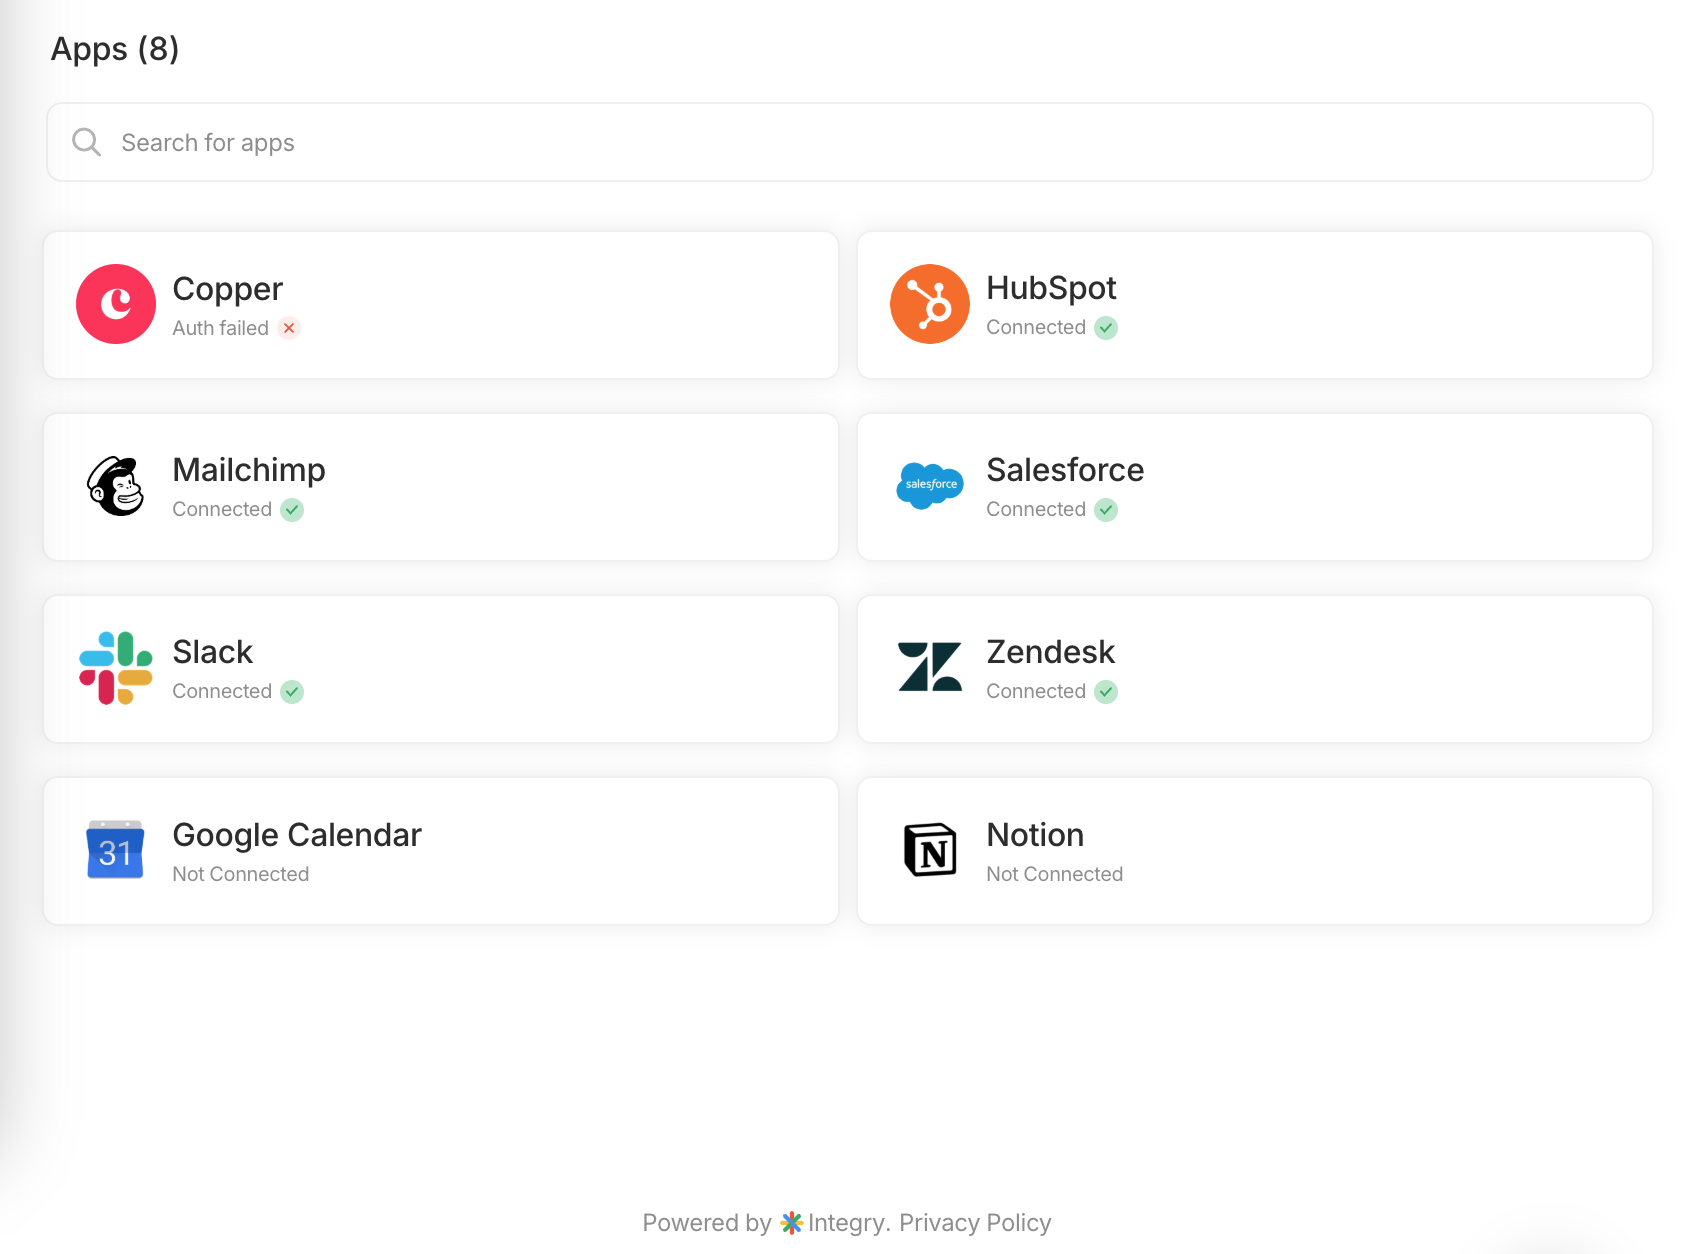 Apps (8)
Search for apps
Copper
Auth failed
HubSpot
Connected
Mailchimp
Connected
salesforce
Salesforce
Connected
Slack
Connected
Zendesk
Connected
31
Google Calendar
Not Connected
N
Notion
Not Connected
Powered by Integry. Privacy Policy